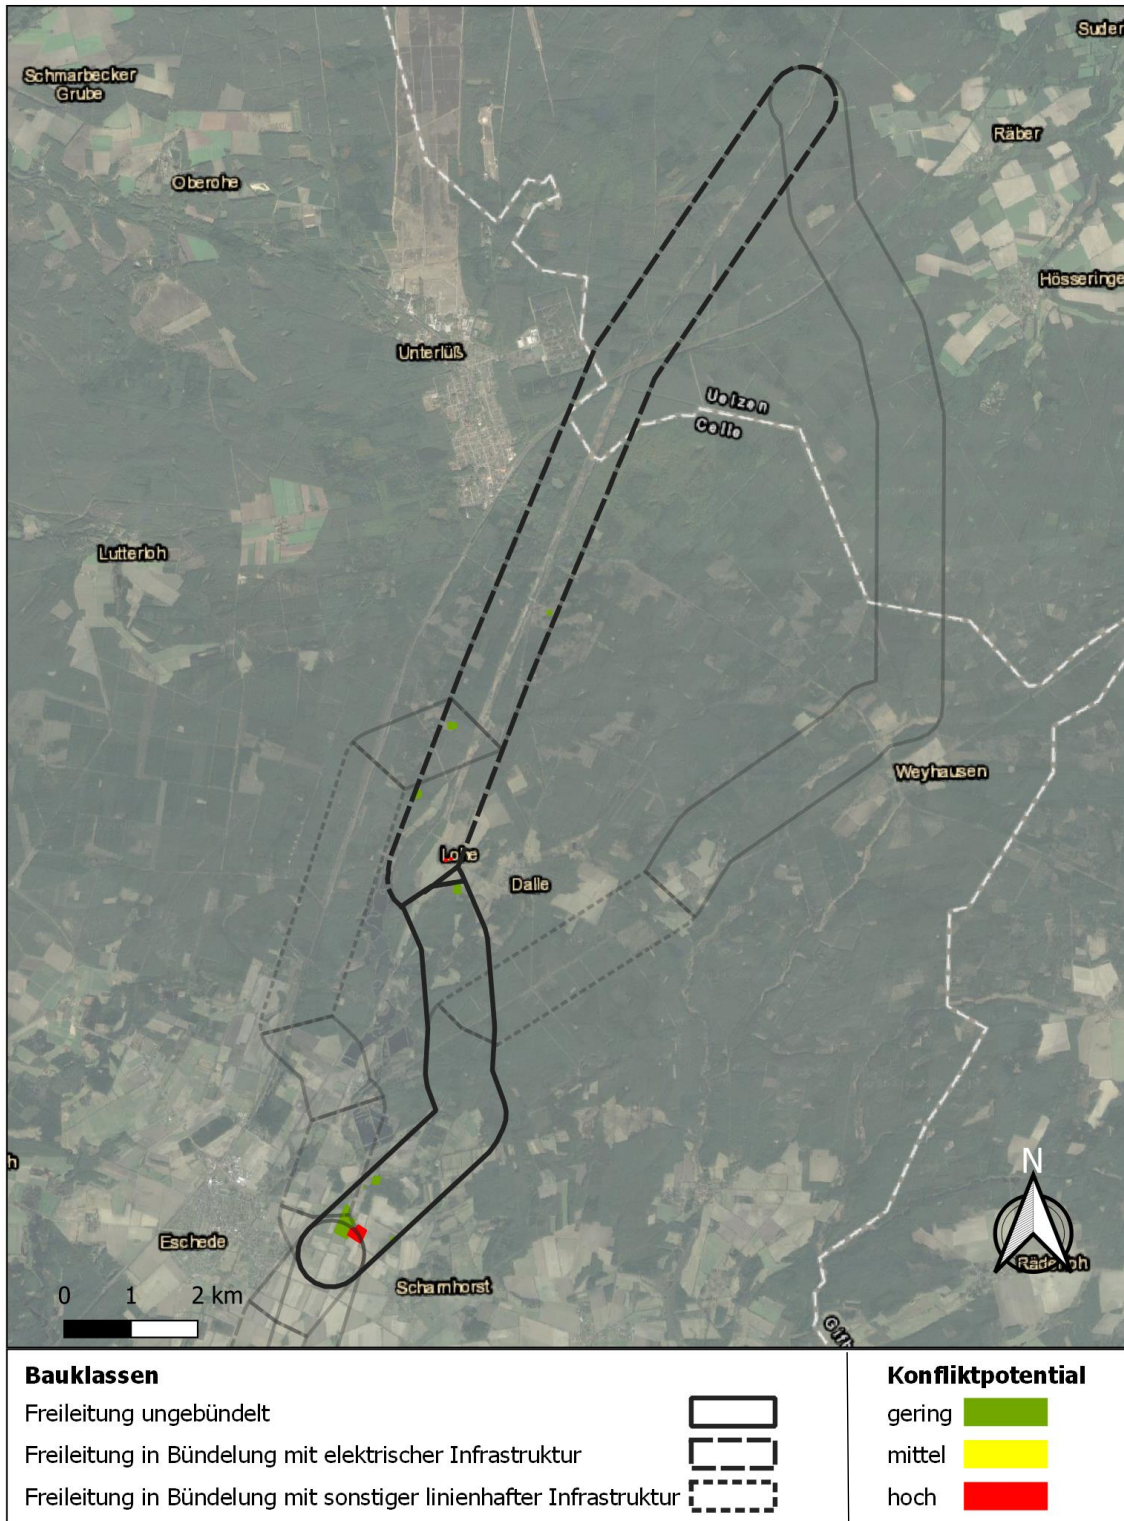 Suder
Schmarbecker
Grube
Räber
Oberohe
Hösseringe
Unterlüß
Uelzen
Celle
Lutterloh
Weyhausen
Lohe
Dalle
h
N
Eschede
Scharnhorst
0 1 2 km
Gifh
Bauklassen
Freileitung ungebündelt
Freileitung in Bündelung mit elektrischer Infrastruktur
Freileitung in Bündelung mit sonstiger linienhafter Infrastruktur
Konfliktpotential
gering
mittel
hoch